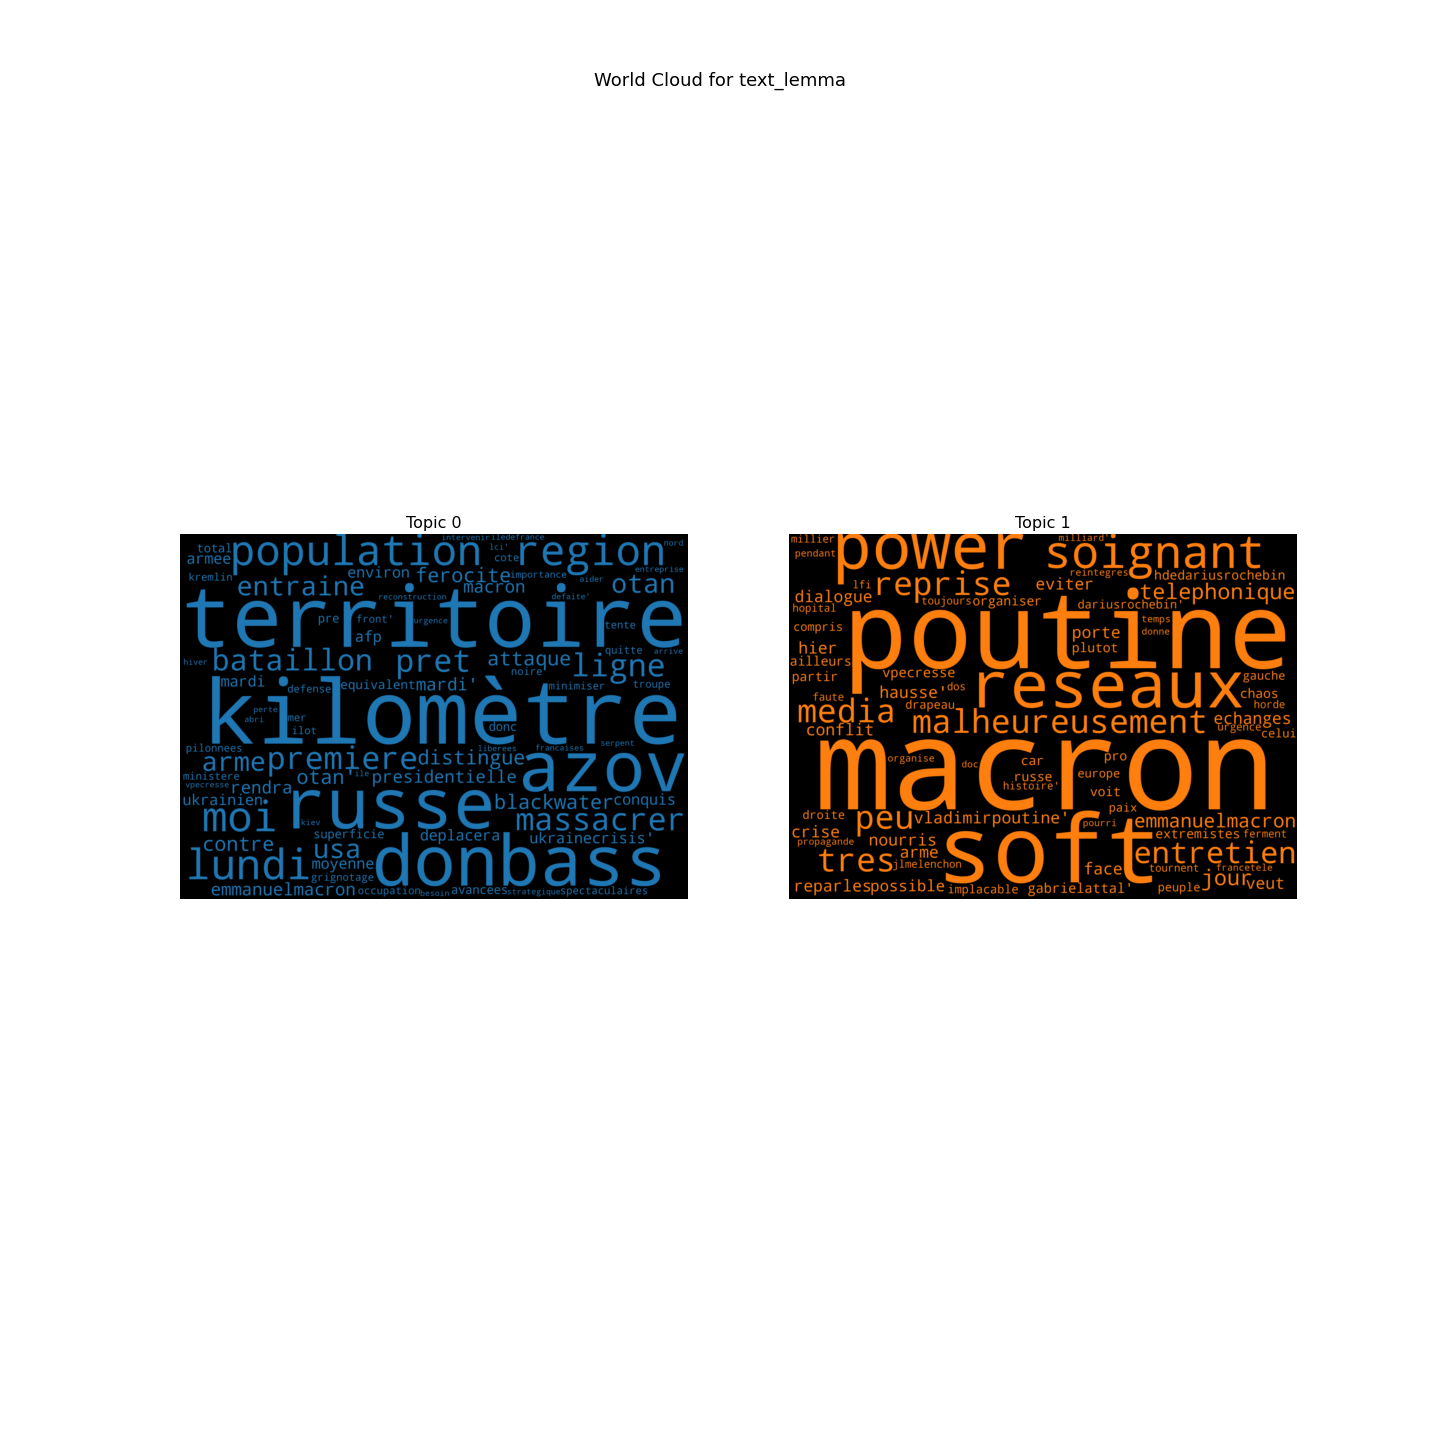 World Cloud for text_lemma
Topic 0
intervenir iledefrance
total population lci' region nord
armee cote
kremlin entraine environ ferocite importance entreprise
macron aider otan
territoire reconstruction defaite'
pre front' urgence tente
afp
hiver bataillon pret attaque ligne quitte arrive
noire'
mardi defense equivalent mardi' minimiser troupe
kilomètre
perte
abri mer
ilot donc
pilonnees premiere distingue liberees francaises serpent
arme otan' ile presidentielle azov
ministere
vpecresse rendra
ukrainien russe blackwater conquis
moi kiev massacrer
contre superficie deplacera ukrainecrisis'
lundi usa donbass
moyenne
grignotage
emmanuelmacron occupation besoin avancees strategique spectaculaires
Topic 1
millier power milliard' soignant
pendant
lfi reprise reintegres eviter hdedariusrochebin
dialogue toujours organiser dariusrochebin' telephonique
hopital
compris poutine porte temps
donne
hier plutot
ailleurs
partir vpecresse reseaux gauche
hausse' dos chaos
faute drapeau horde
media malheureusement echanges
conflit urgence
celui
macron
organise doc car
russe europe
histoire' pro
voit
paix
droite peu vladimirpoutine' pourri emmanuelmacron
crise soft extremistes ferment
propagande nourris
tres arme entretien
jlmelenchon face tournent francetele
reparles possible implacable gabrielattal' peuple jour veut